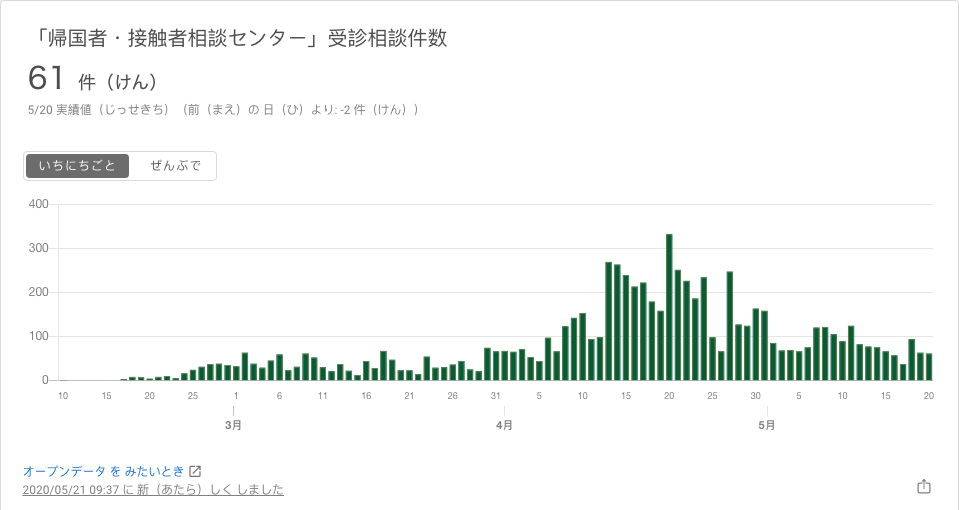 「帰国者・接触者相談センター」受診相談件数
61 件（けん）
5/20 実績値（じっせきち）（前（まえ）の 日（ひ）より: -2 件（けん））
いちにちごと ぜんぶで
400
300
200
100
0
10 15 20 25 1 6 11 16 21 26 31 5 10 15 20 25 30 5 10 15 20
3月 4月 5月
オープンデータ を みたいとき
2020/05/21 09:37 に 新（あたら）しく しました